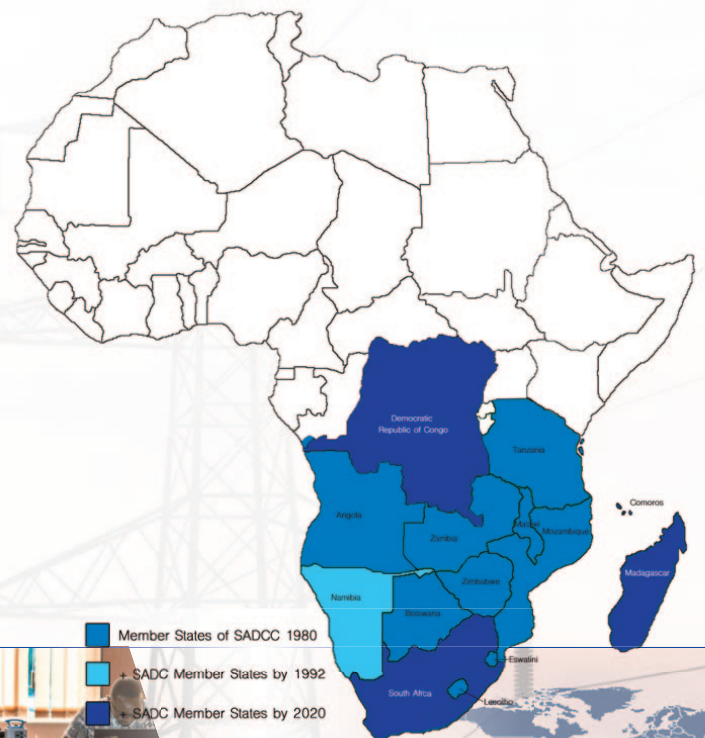 Democratic
Republic of Congo
Tanzania
Comoros
Angola
Malawi
Mozambique
Zambia
Madagascar
Zimbabwe
Namibia
Botswana
Member States of SADCC 1980
Eswatini
+ SADC Member States by 1992
South Africa
Lesotho
+ SADC Member States by 2020